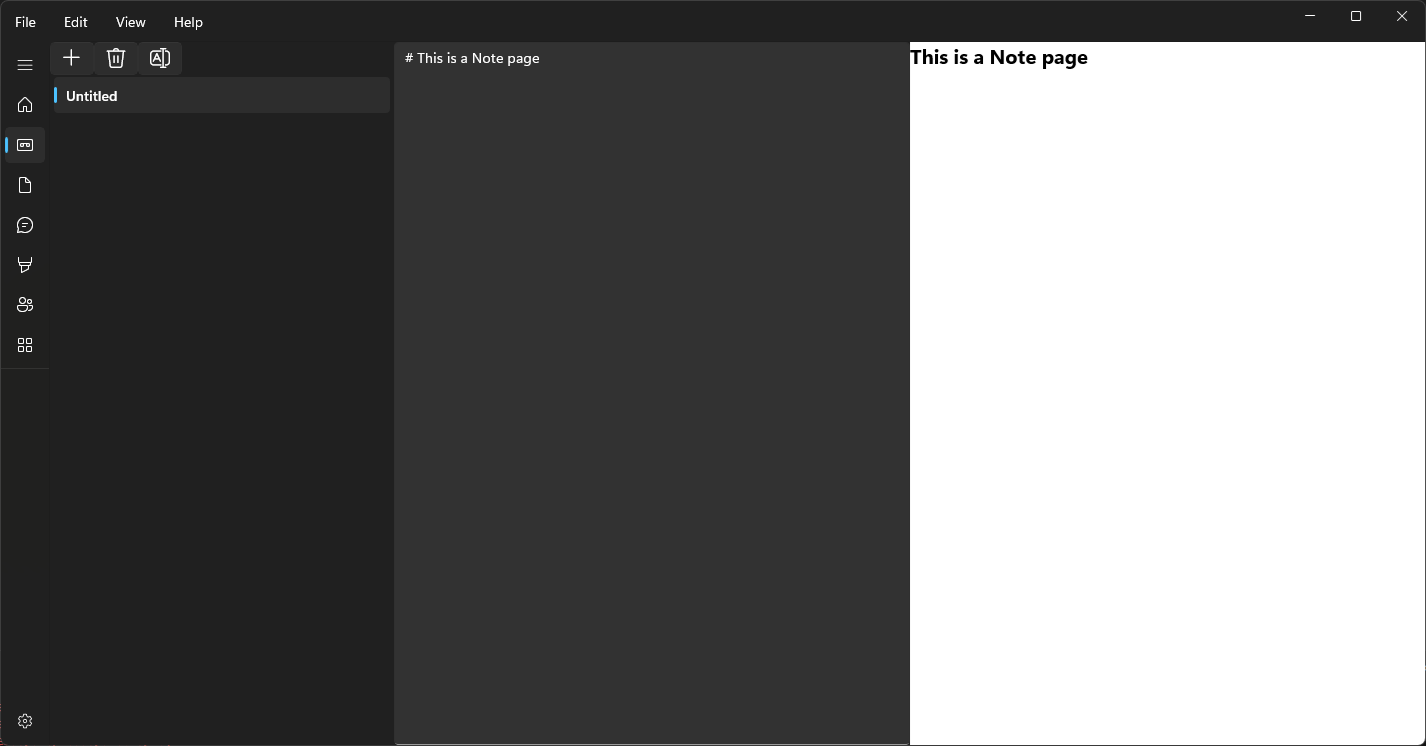 File Edit View Help
Untitled
# This is a Note page
This is a Note page